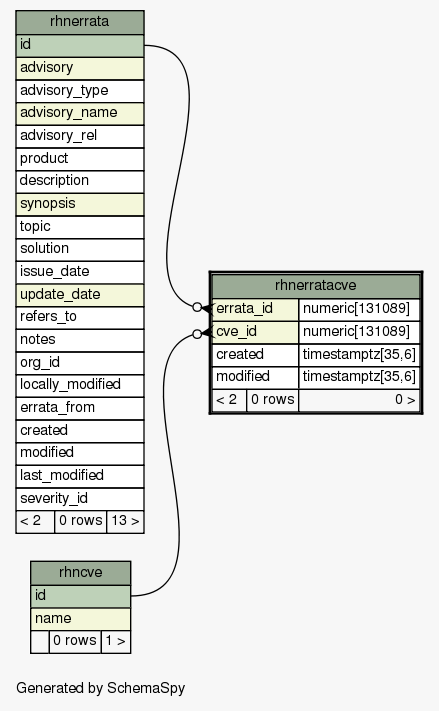 rhnerrata
id
advisory
advisory_type
advisory_name
advisory_rel
product
description
synopsis
topic
solution
issue_date
update_date
refers_to
notes
org_id
locally_modified
errata_from
created
modified
last_modified
severity_id
< 2 0 rows 13 >
rhnerratacve
errata_id numeric[131089]
cve_id numeric[131089]
created timestamptz[35,6]
modified timestamptz[35,6]
< 2 0 rows 0 >
rhncve
id
name
0 rows 1 >
Generated by SchemaSpy